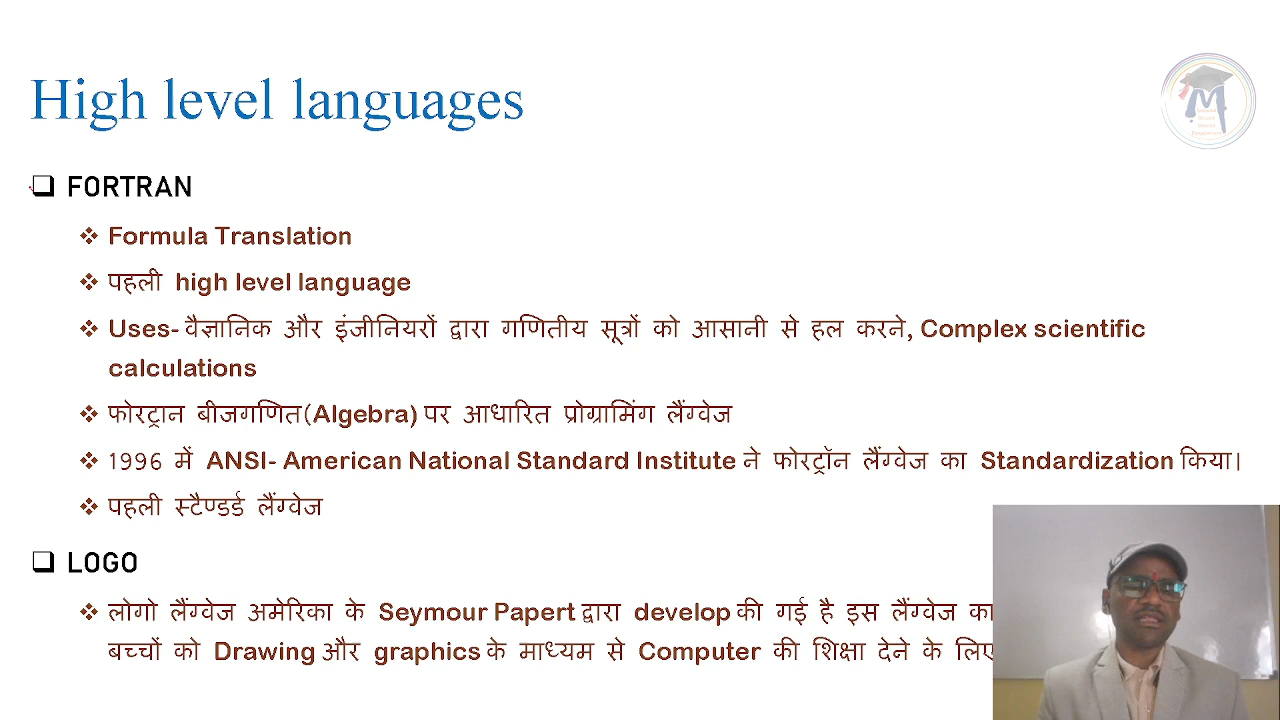 High level languages
M
FORTRAN
Formula Translation
पहली high level language
Uses- वैज्ञानिक और इंजीनियरों द्वारा गणितीय सूत्रों को आसानी से हल करने, Complex scientific
calculations
फोरट्रान बीजगणित(Algebra) पर आधारित प्रोग्रामिंग लैंग्वेज
1996 में ANSI- American National Standard Institute ने फोरट्रॉन लैंग्वेज का Standardization किया।
पहली स्टैण्डर्ड लैंग्वेज
LOGO
लोगो लैंग्वेज अमेरिका के Seymour Papert द्वारा develop की गई है इस लैंग्वेज का
बच्चों को Drawing और graphics के माध्यम से Computer की शिक्षा देने के लिए